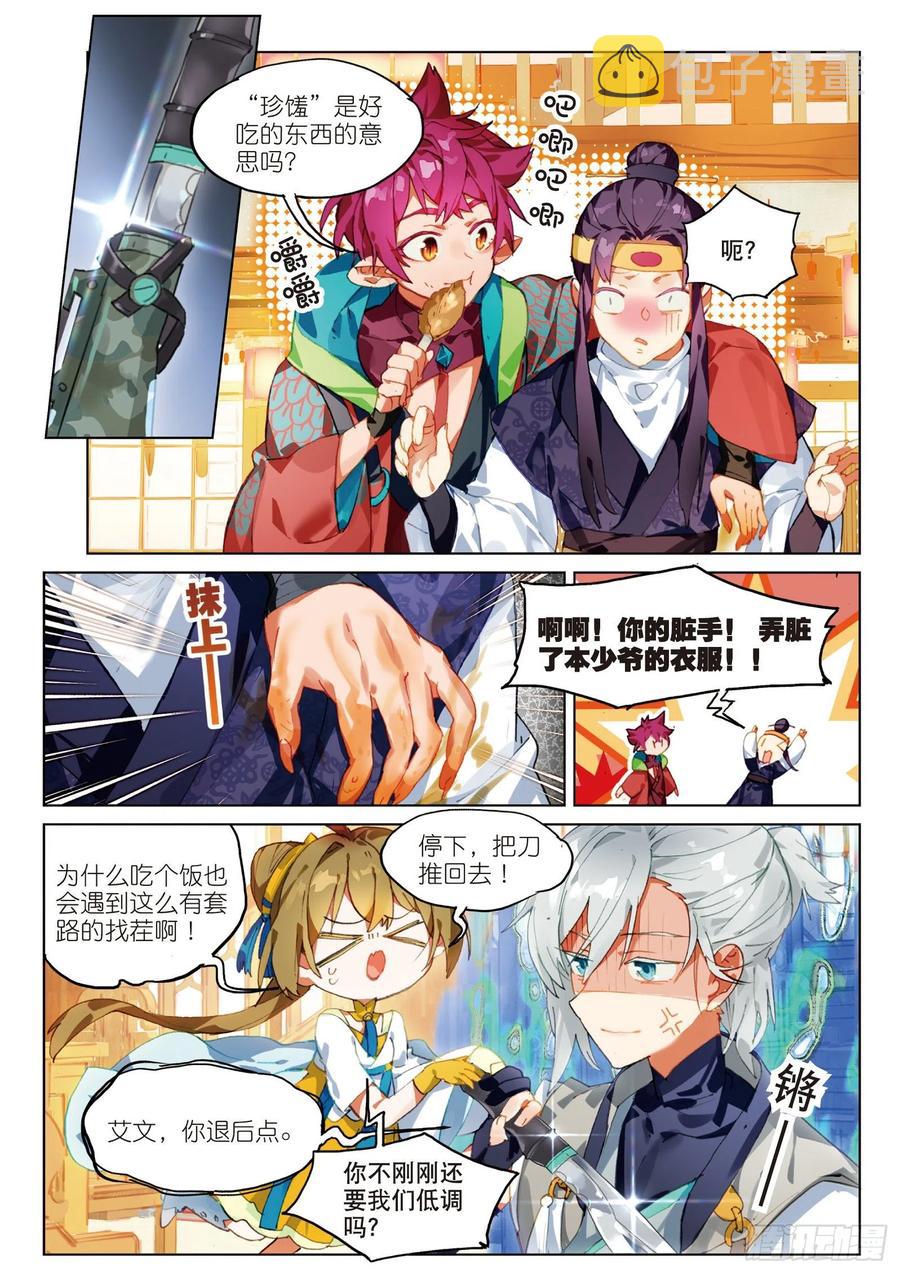 包子漫畫
“珍馐”是好
吃的东西的意
思吗？
吧
唧
吧
唧
嚼
嚼
呃？
抹
上
啊啊！你的脏手！ 弄脏
了本少爷的衣服！！
为什么吃个饭也
会遇到这么有套
路的找茬啊！
停下，把刀
推回去！
艾文，你退后点。
你不刚刚还
要我们低调
吗？
锵
腾讯动漫